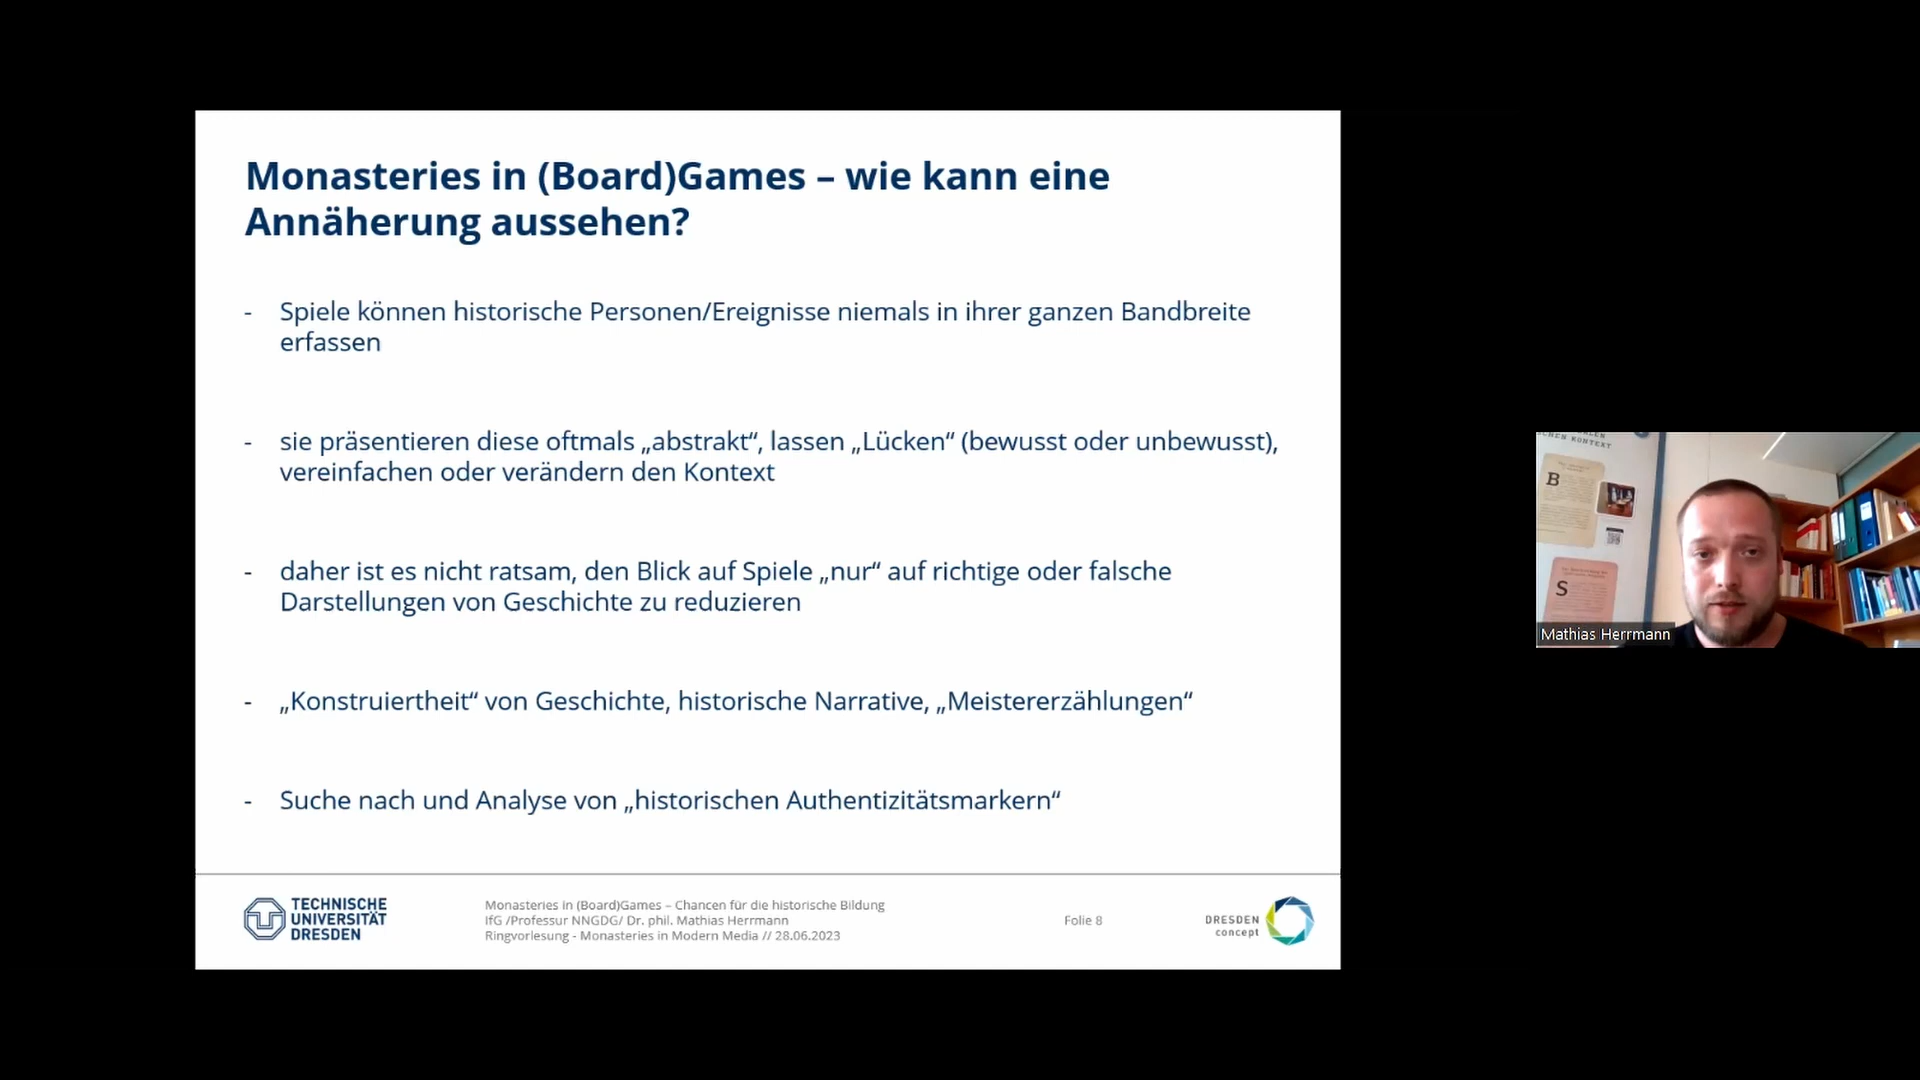 Monasteries in (Board)Games – wie kann eine
Annäherung aussehen?
- Spiele können historische Personen/Ereignisse niemals in ihrer ganzen Bandbreite
erfassen
- sie präsentieren diese oftmals „abstrakt“, lassen „Lücken“ (bewusst oder unbewusst),
vereinfachen oder verändern den Kontext
- daher ist es nicht ratsam, den Blick auf Spiele „nur“ auf richtige oder falsche
Darstellungen von Geschichte zu reduzieren
- „Konstruiertheit“ von Geschichte, historische Narrative, „Meistererzählungen“
- Suche nach und Analyse von „historischen Authentizitätsmarkern“
TECHNISCHE
UNIVERSITÄT
DRESDEN
Monasteries in (Board)Games – Chancen für die historische Bildung
IfG /Professur NNGDG/ Dr. phil. Mathias Herrmann
Ringvorlesung - Monasteries in Modern Media // 28.06.2023
Folie 8
DRESDEN
concept
KONTEXT
B
S
Mathias Herrmann